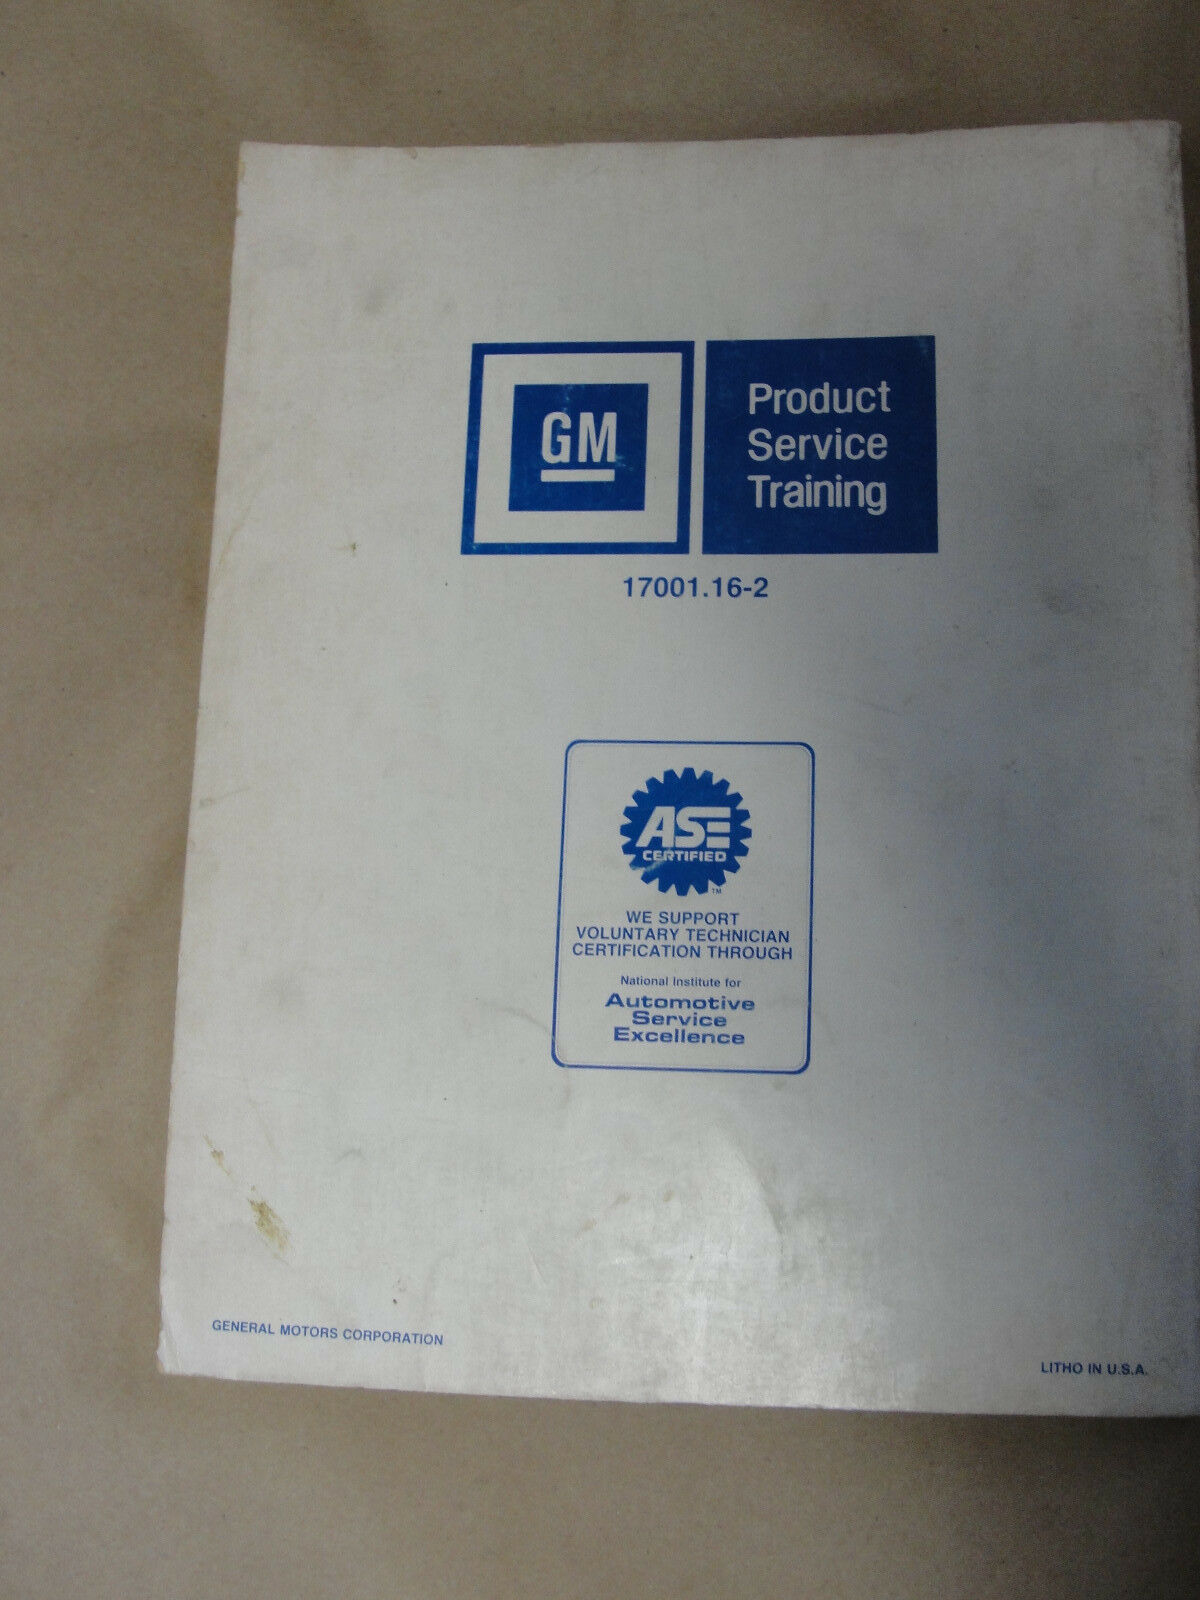 GM
Product
Service
Training
17001.16-2
ASE
CERTIFIED
TM
WE SUPPORT
VOLUNTARY TECHNICIAN
CERTIFICATION THROUGH
National Institute for
Automotive
Service
Excellence
GENERAL MOTORS CORPORATION
LITHO IN U.S.A.